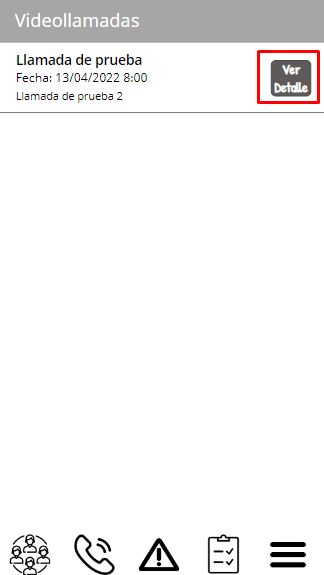 Videollamadas
Llamada de prueba
Fecha: 13/04/2022 8:00
Llamada de prueba 2
Ver
Detalle